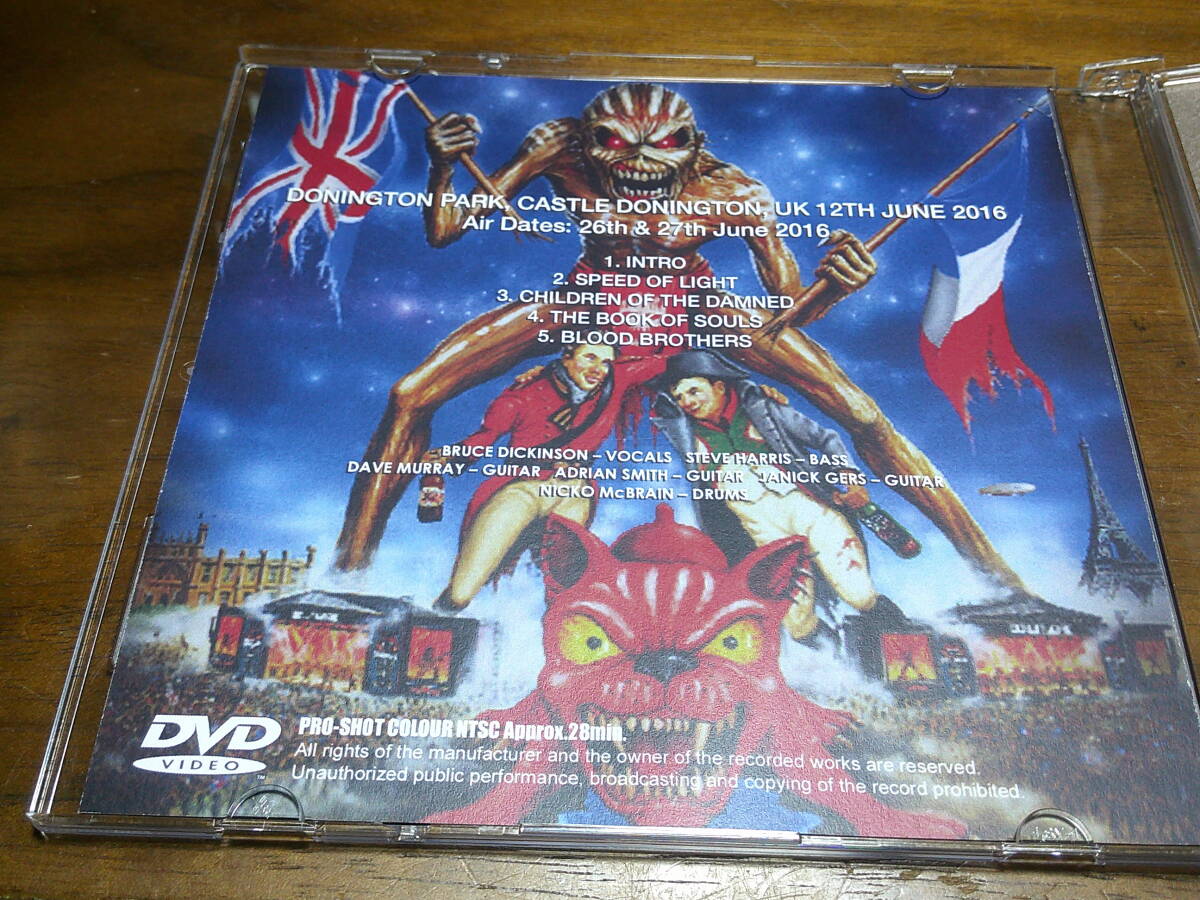 DONINGTON PARK, CASTLE DONINGTON, UK 12TH JUNE 2016
Air Dates: 26th & 27th June 2016
1. INTRO
2. SPEED OF LIGHT
3. CHILDREN OF THE DAMNED
4. THE BOOK OF SOULS
5. BLOOD BROTHERS
BRUCE DICKINSON – VOCALS STEVE HARRIS – BASS
DAVE MURRAY – GUITAR ADRIAN SMITH – GUITAR JANICK GERS – GUITAR
NICKO McBRAIN – DRUMS
DVD
VIDEO
TM
PRO-SHOT COLOUR NTSC Approx.28min.
All rights of the manufacturer and the owner of the recorded works are reserved.
Unauthorized public performance, broadcasting and copying of the record prohibited.